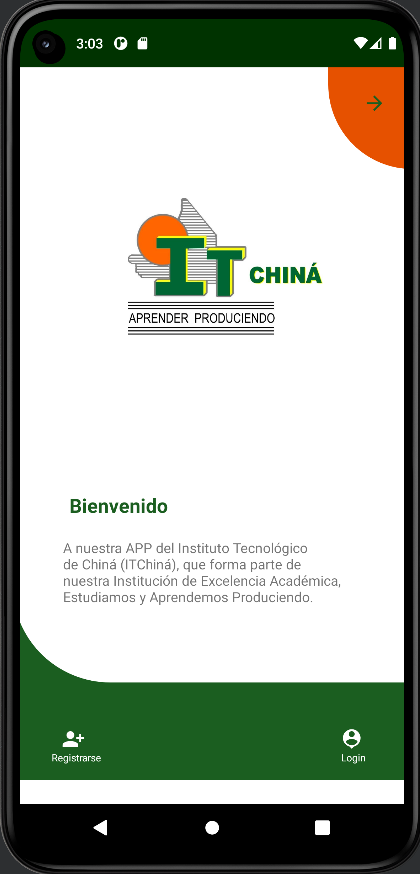 3:03
IT CHINÁ
APRENDER PRODUCIENDO
Bienvenido
A nuestra APP del Instituto Tecnológico
de Chiná (ITChiná), que forma parte de
nuestra Institución de Excelencia Académica,
Estudiamos y Aprendemos Produciendo.
Registrarse
Login